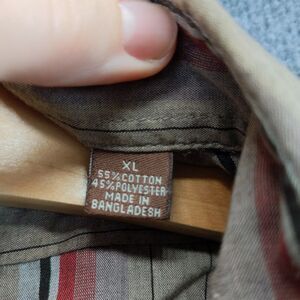 XL
55% COTTON
45% POLYESTER
MADE IN
BANGLADESH